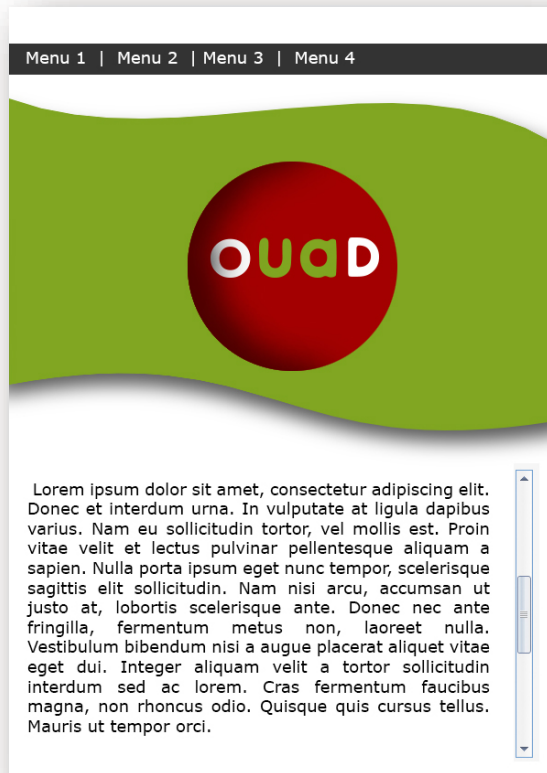 Menu 1 | Menu 2 | Menu 3 | Menu 4
OUaD
Lorem ipsum dolor sit amet, consectetur adipiscing elit.
Donec et interdum urna. In vulputate at ligula dapibus
varius. Nam eu sollicitudin tortor, vel mollis est. Proin
vitae velit et lectus pulvinar pellentesque aliquam a
sapien. Nulla porta ipsum eget nunc tempor, scelerisque
sagittis elit sollicitudin. Nam nisi arcu, accumsan ut
justo at, lobortis scelerisque ante. Donec nec ante
fringilla, fermentum metus non, laoreet nulla.
Vestibulum bibendum nisi a augue placerat aliquet vitae
eget dui. Integer aliquam velit a tortor sollicitudin
interdum sed ac lorem. Cras fermentum faucibus
magna, non rhoncus odio. Quisque quis cursus tellus.
Mauris ut tempor orci.